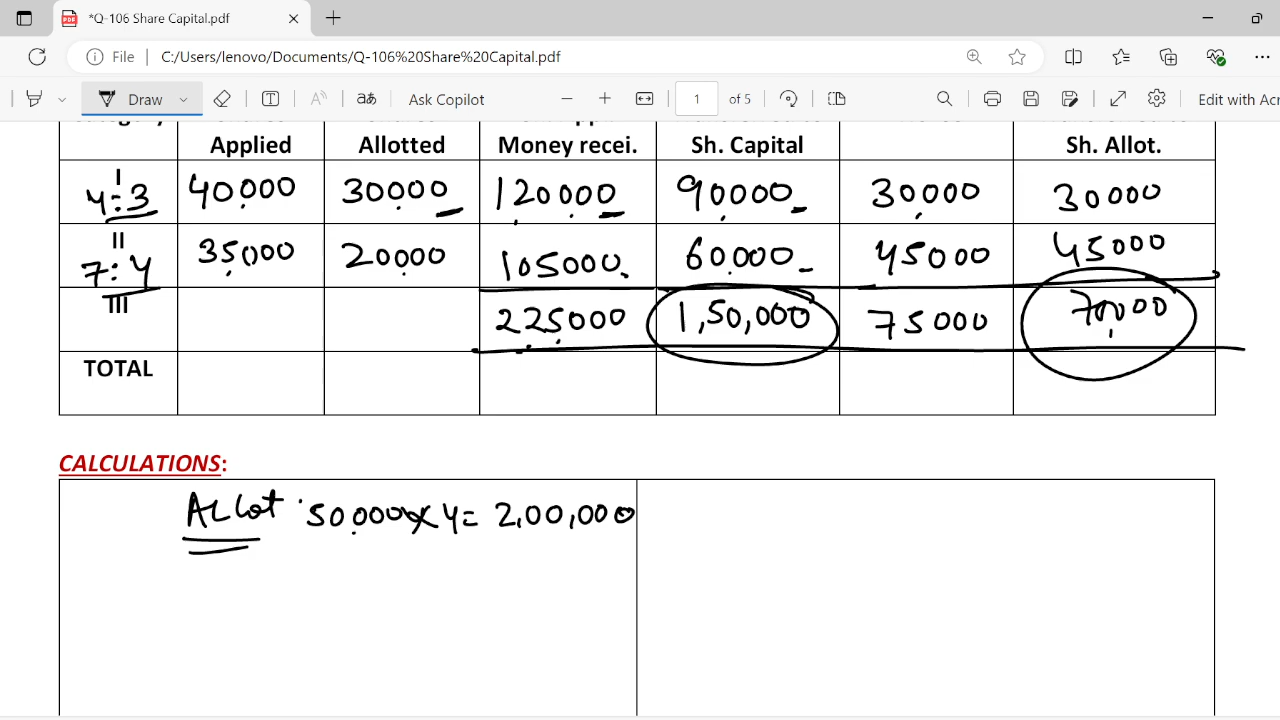 *Q-106 Share Capital.pdf
File C:/Users/lenovo/Documents/Q-106%20Share%20Capital.pdf
Draw Ask Copilot 1 of 5 Edit with Acr
Applied Allotted Money recei. Sh. Capital Sh. Allot.
I
4:3 40000 30000 120000 90000 30000 30000
II
7:4 35000 20000 105000 60000 45000 45000
III 225000 1,50,000 75000 70000
TOTAL
CALCULATIONS:
Allot 50000 x 4 = 2,00,000